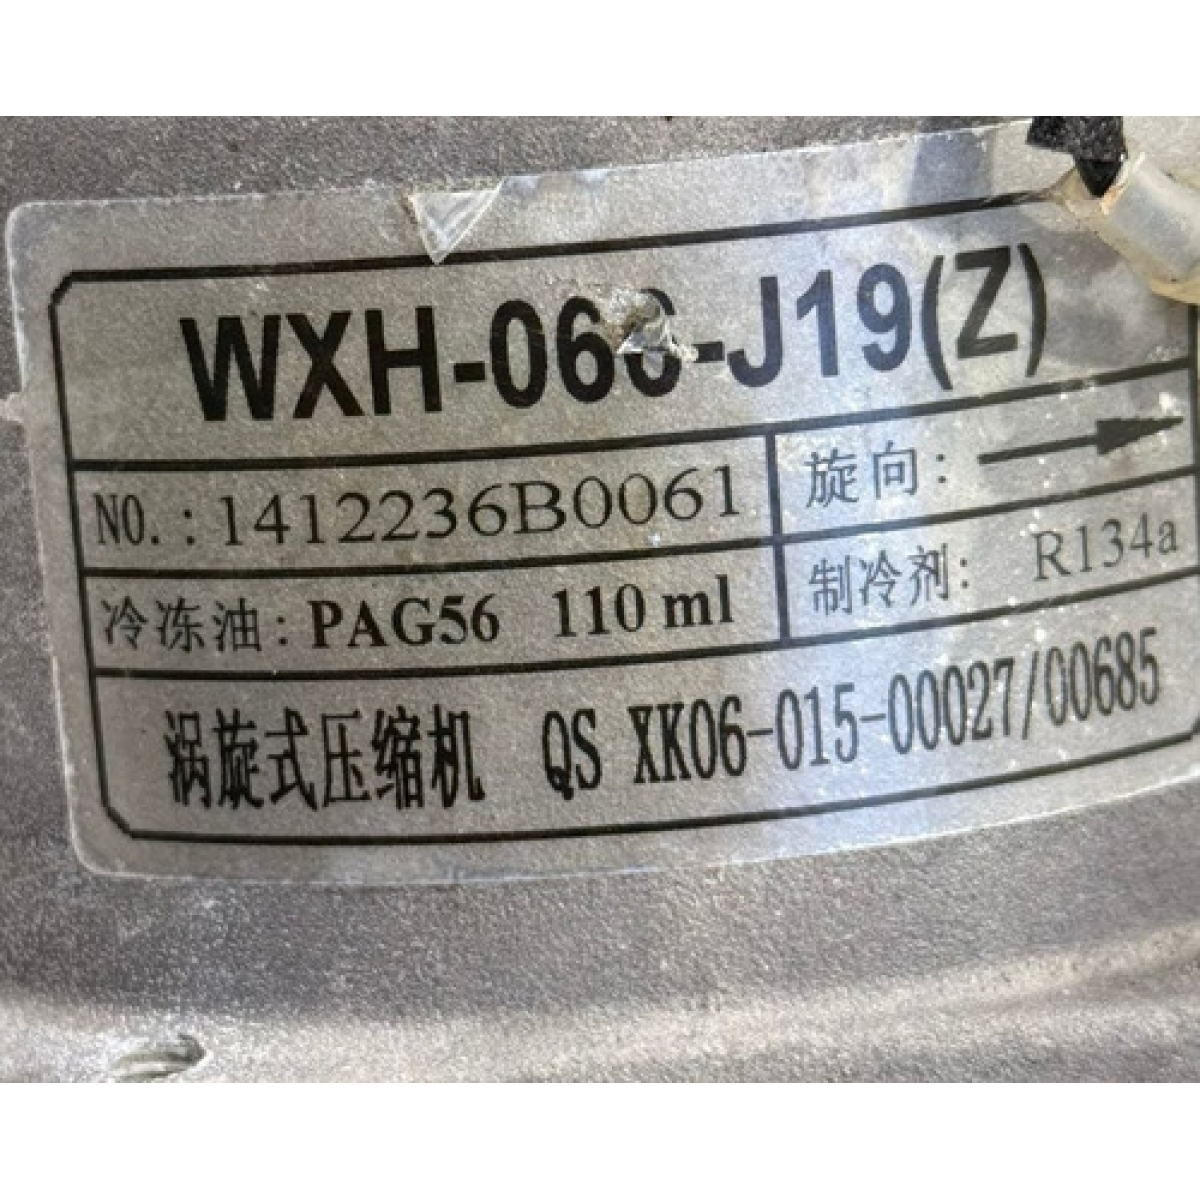 WXH-066-J19(Z)
NO.:1412236B0061 旋向:
冷冻油:PAG56 110 ml 制冷剂: R134a
涡旋式压缩机 QS XK06-015-00027/00685